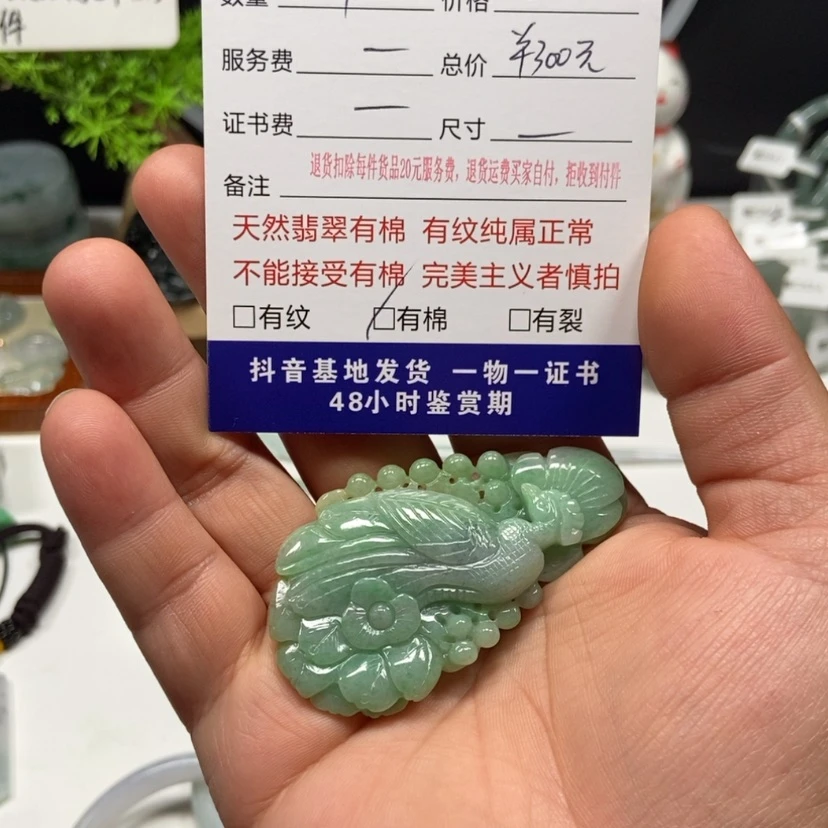 件
数量 价格
服务费 一 总价 ¥300元
证书费 一 尺寸 一
退货扣除每件货品20元服务费，退货运费买家自付，拒收到付件
备注
天然翡翠有棉 有纹纯属正常
不能接受有棉 完美主义者慎拍
□有纹 □有棉 □有裂
抖音基地发货 一物一证书
48小时鉴赏期